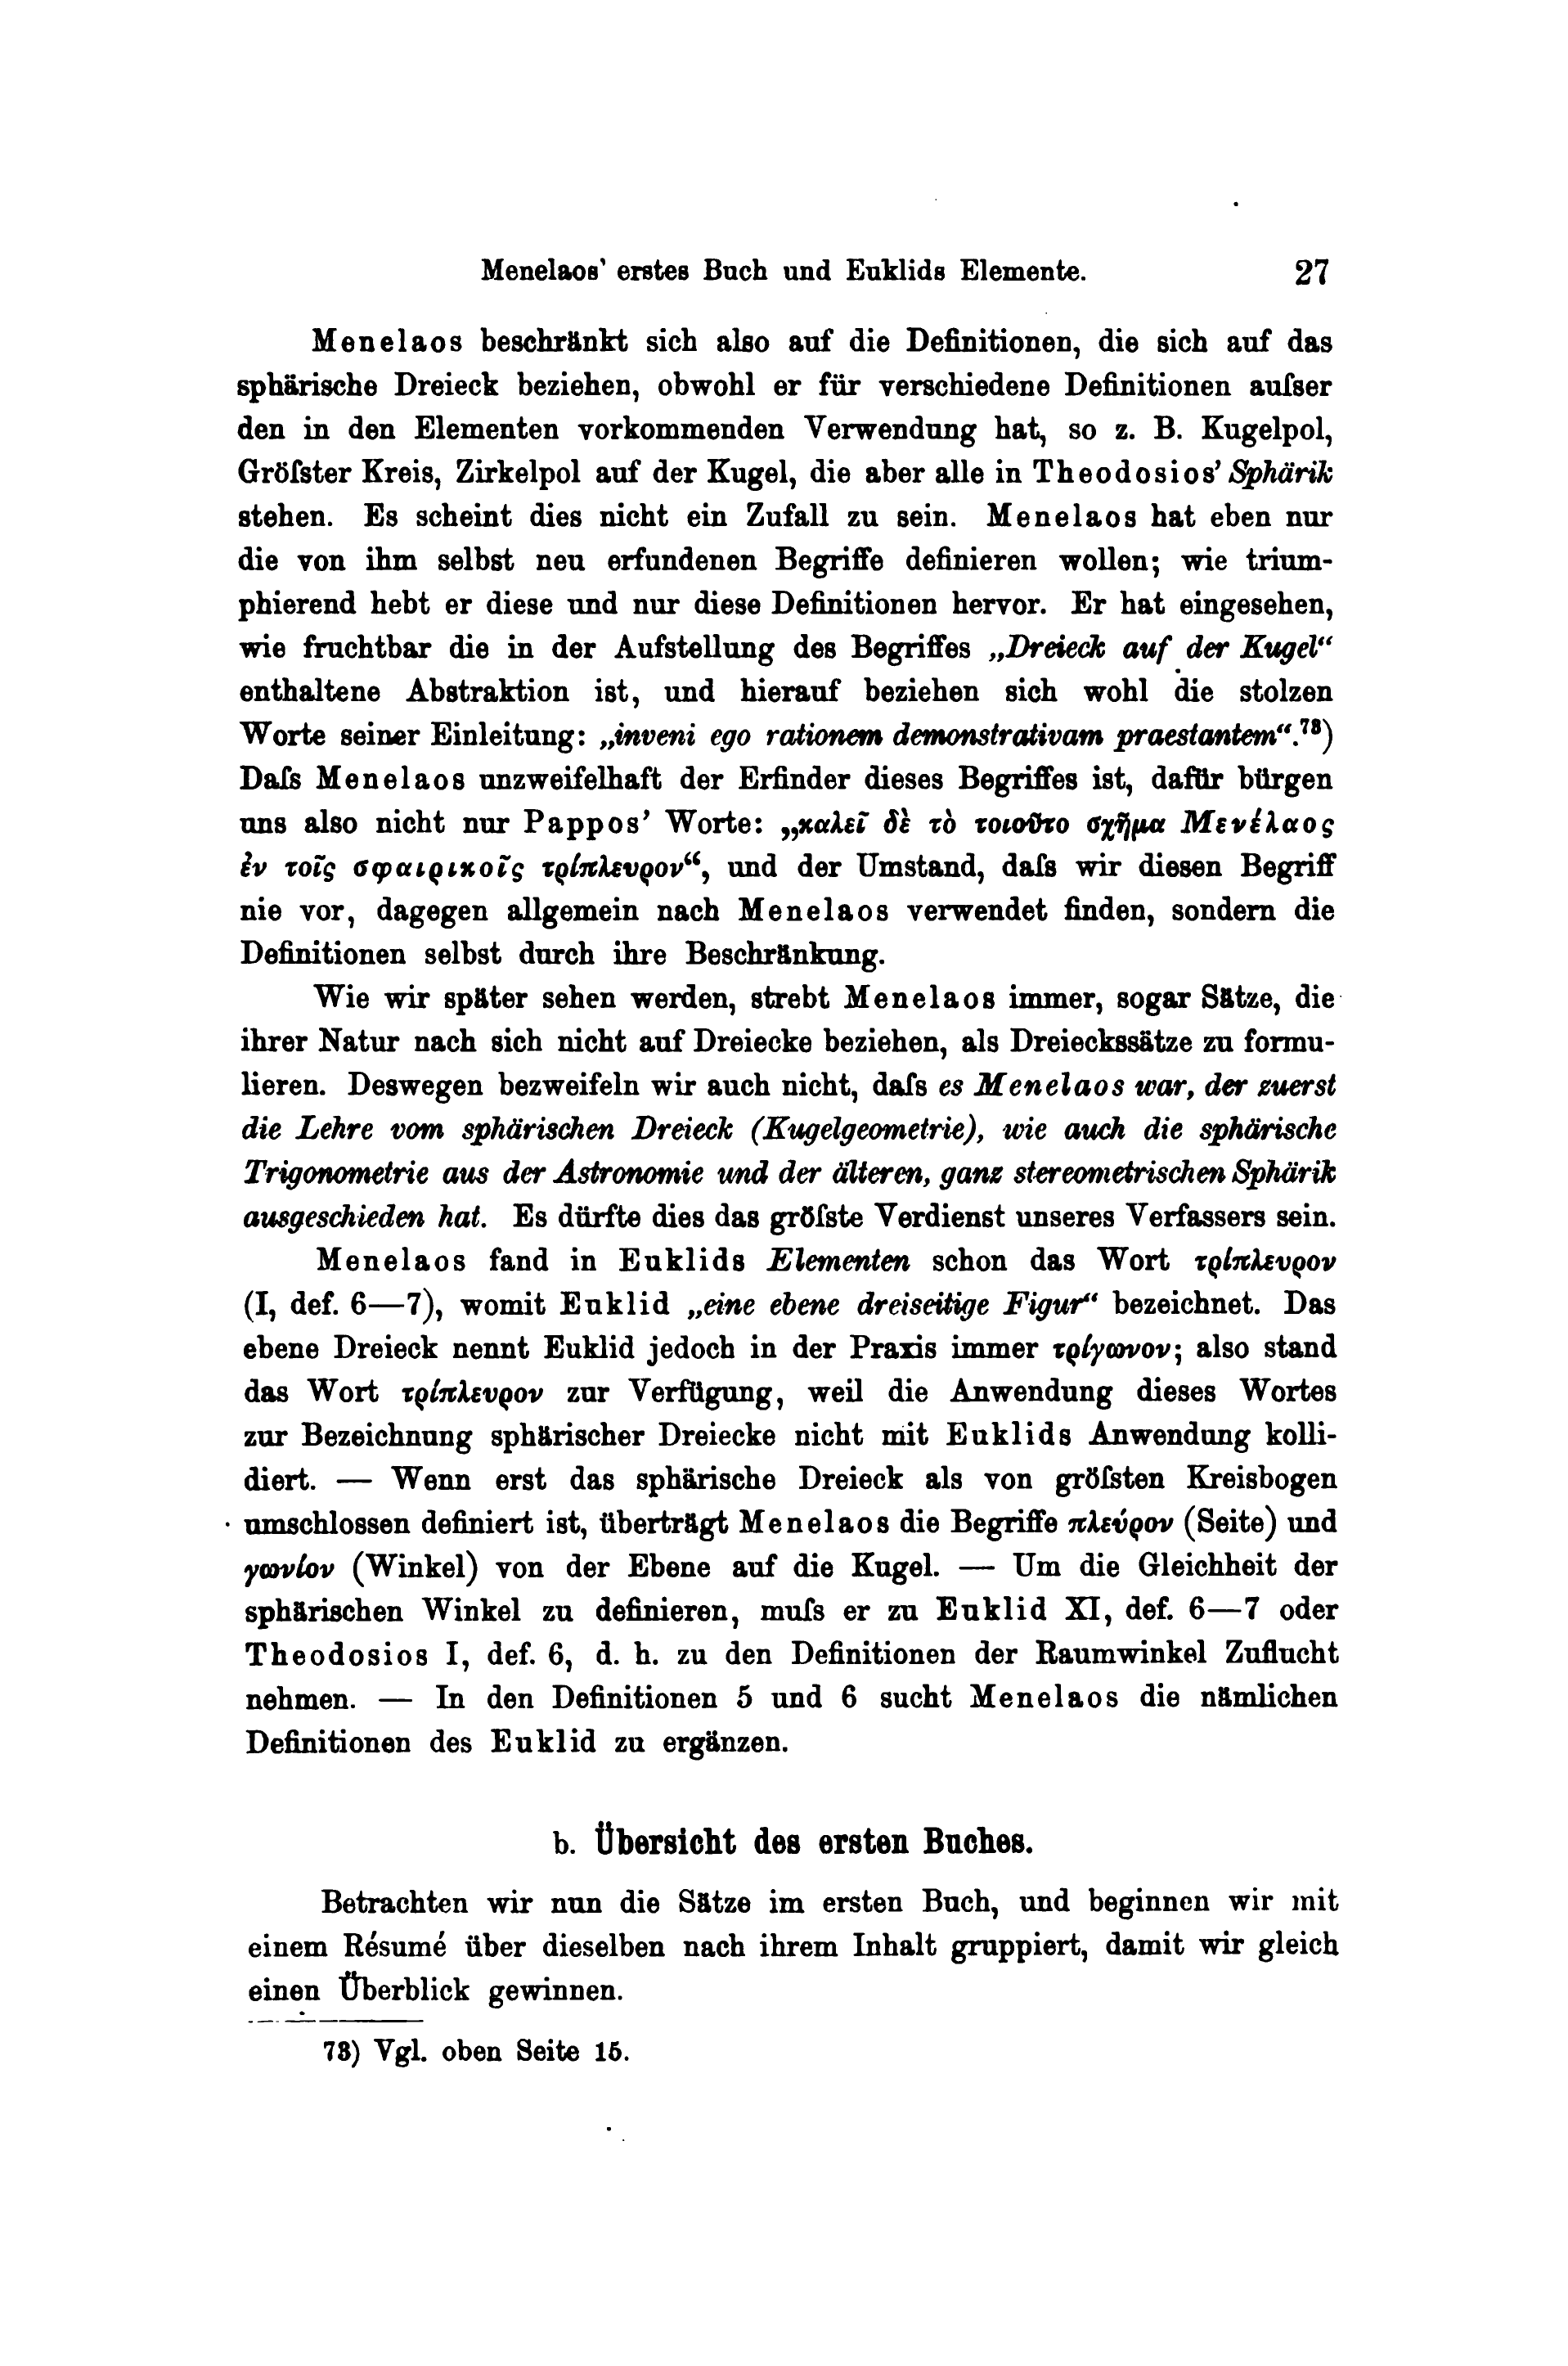 Menelaos' erstes Buch und Euklids Elemente. 27
Menelaos beschränkt sich also auf die Definitionen, die sich auf das
sphärische Dreieck beziehen, obwohl er für verschiedene Definitionen auſser
den in den Elementen vorkommenden Verwendung hat, so z. B. Kugelpol,
Gröſster Kreis, Zirkelpol auf der Kugel, die aber alle in Theodosios' Sphärik
stehen. Es scheint dies nicht ein Zufall zu sein. Menelaos hat eben nur
die von ihm selbst neu erfundenen Begriffe definieren wollen; wie trium-
phierend hebt er diese und nur diese Definitionen hervor. Er hat eingesehen,
wie fruchtbar die in der Aufstellung des Begriffes „Dreieck auf der Kugel“
enthaltene Abstraktion ist, und hierauf beziehen sich wohl die stolzen
Worte seiner Einleitung: „inveni ego rationem demonstrativam praestantem“.⁷³)
Daſs Menelaos unzweifelhaft der Erfinder dieses Begriffes ist, dafür bürgen
uns also nicht nur Pappos' Worte: „καλεῖ δὲ τὸ τοιοῦτο σχῆμα Μενέλαος
ἐν τοῖς σφαιρικοῖς τρίπλευρον“, und der Umstand, daſs wir diesen Begriff
nie vor, dagegen allgemein nach Menelaos verwendet finden, sondern die
Definitionen selbst durch ihre Beschränkung.
Wie wir später sehen werden, strebt Menelaos immer, sogar Sätze, die
ihrer Natur nach sich nicht auf Dreiecke beziehen, als Dreieckssätze zu formu-
lieren. Deswegen bezweifeln wir auch nicht, daſs es Menelaos war, der zuerst
die Lehre vom sphärischen Dreieck (Kugelgeometrie), wie auch die sphärische
Trigonometrie aus der Astronomie und der älteren, ganz stereometrischen Sphärik
ausgeschieden hat. Es dürfte dies das gröſste Verdienst unseres Verfassers sein.
Menelaos fand in Euklids Elementen schon das Wort τρίπλευρον
(I, def. 6—7), womit Euklid „eine ebene dreiseitige Figur“ bezeichnet. Das
ebene Dreieck nennt Euklid jedoch in der Praxis immer τρίγωνον; also stand
das Wort τρίπλευρον zur Verfügung, weil die Anwendung dieses Wortes
zur Bezeichnung sphärischer Dreiecke nicht mit Euklids Anwendung kolli-
diert. — Wenn erst das sphärische Dreieck als von gröſsten Kreisbogen
umschlossen definiert ist, überträgt Menelaos die Begriffe πλεύρον (Seite) und
γωνίον (Winkel) von der Ebene auf die Kugel. — Um die Gleichheit der
sphärischen Winkel zu definieren, muſs er zu Euklid XI, def. 6—7 oder
Theodosios I, def. 6, d. h. zu den Definitionen der Raumwinkel Zuflucht
nehmen. — In den Definitionen 5 und 6 sucht Menelaos die nämlichen
Definitionen des Euklid zu ergänzen.
b. Übersicht des ersten Buches.
Betrachten wir nun die Sätze im ersten Buch, und beginnen wir mit
einem Résumé über dieselben nach ihrem Inhalt gruppiert, damit wir gleich
einen Überblick gewinnen.
73) Vgl. oben Seite 15.